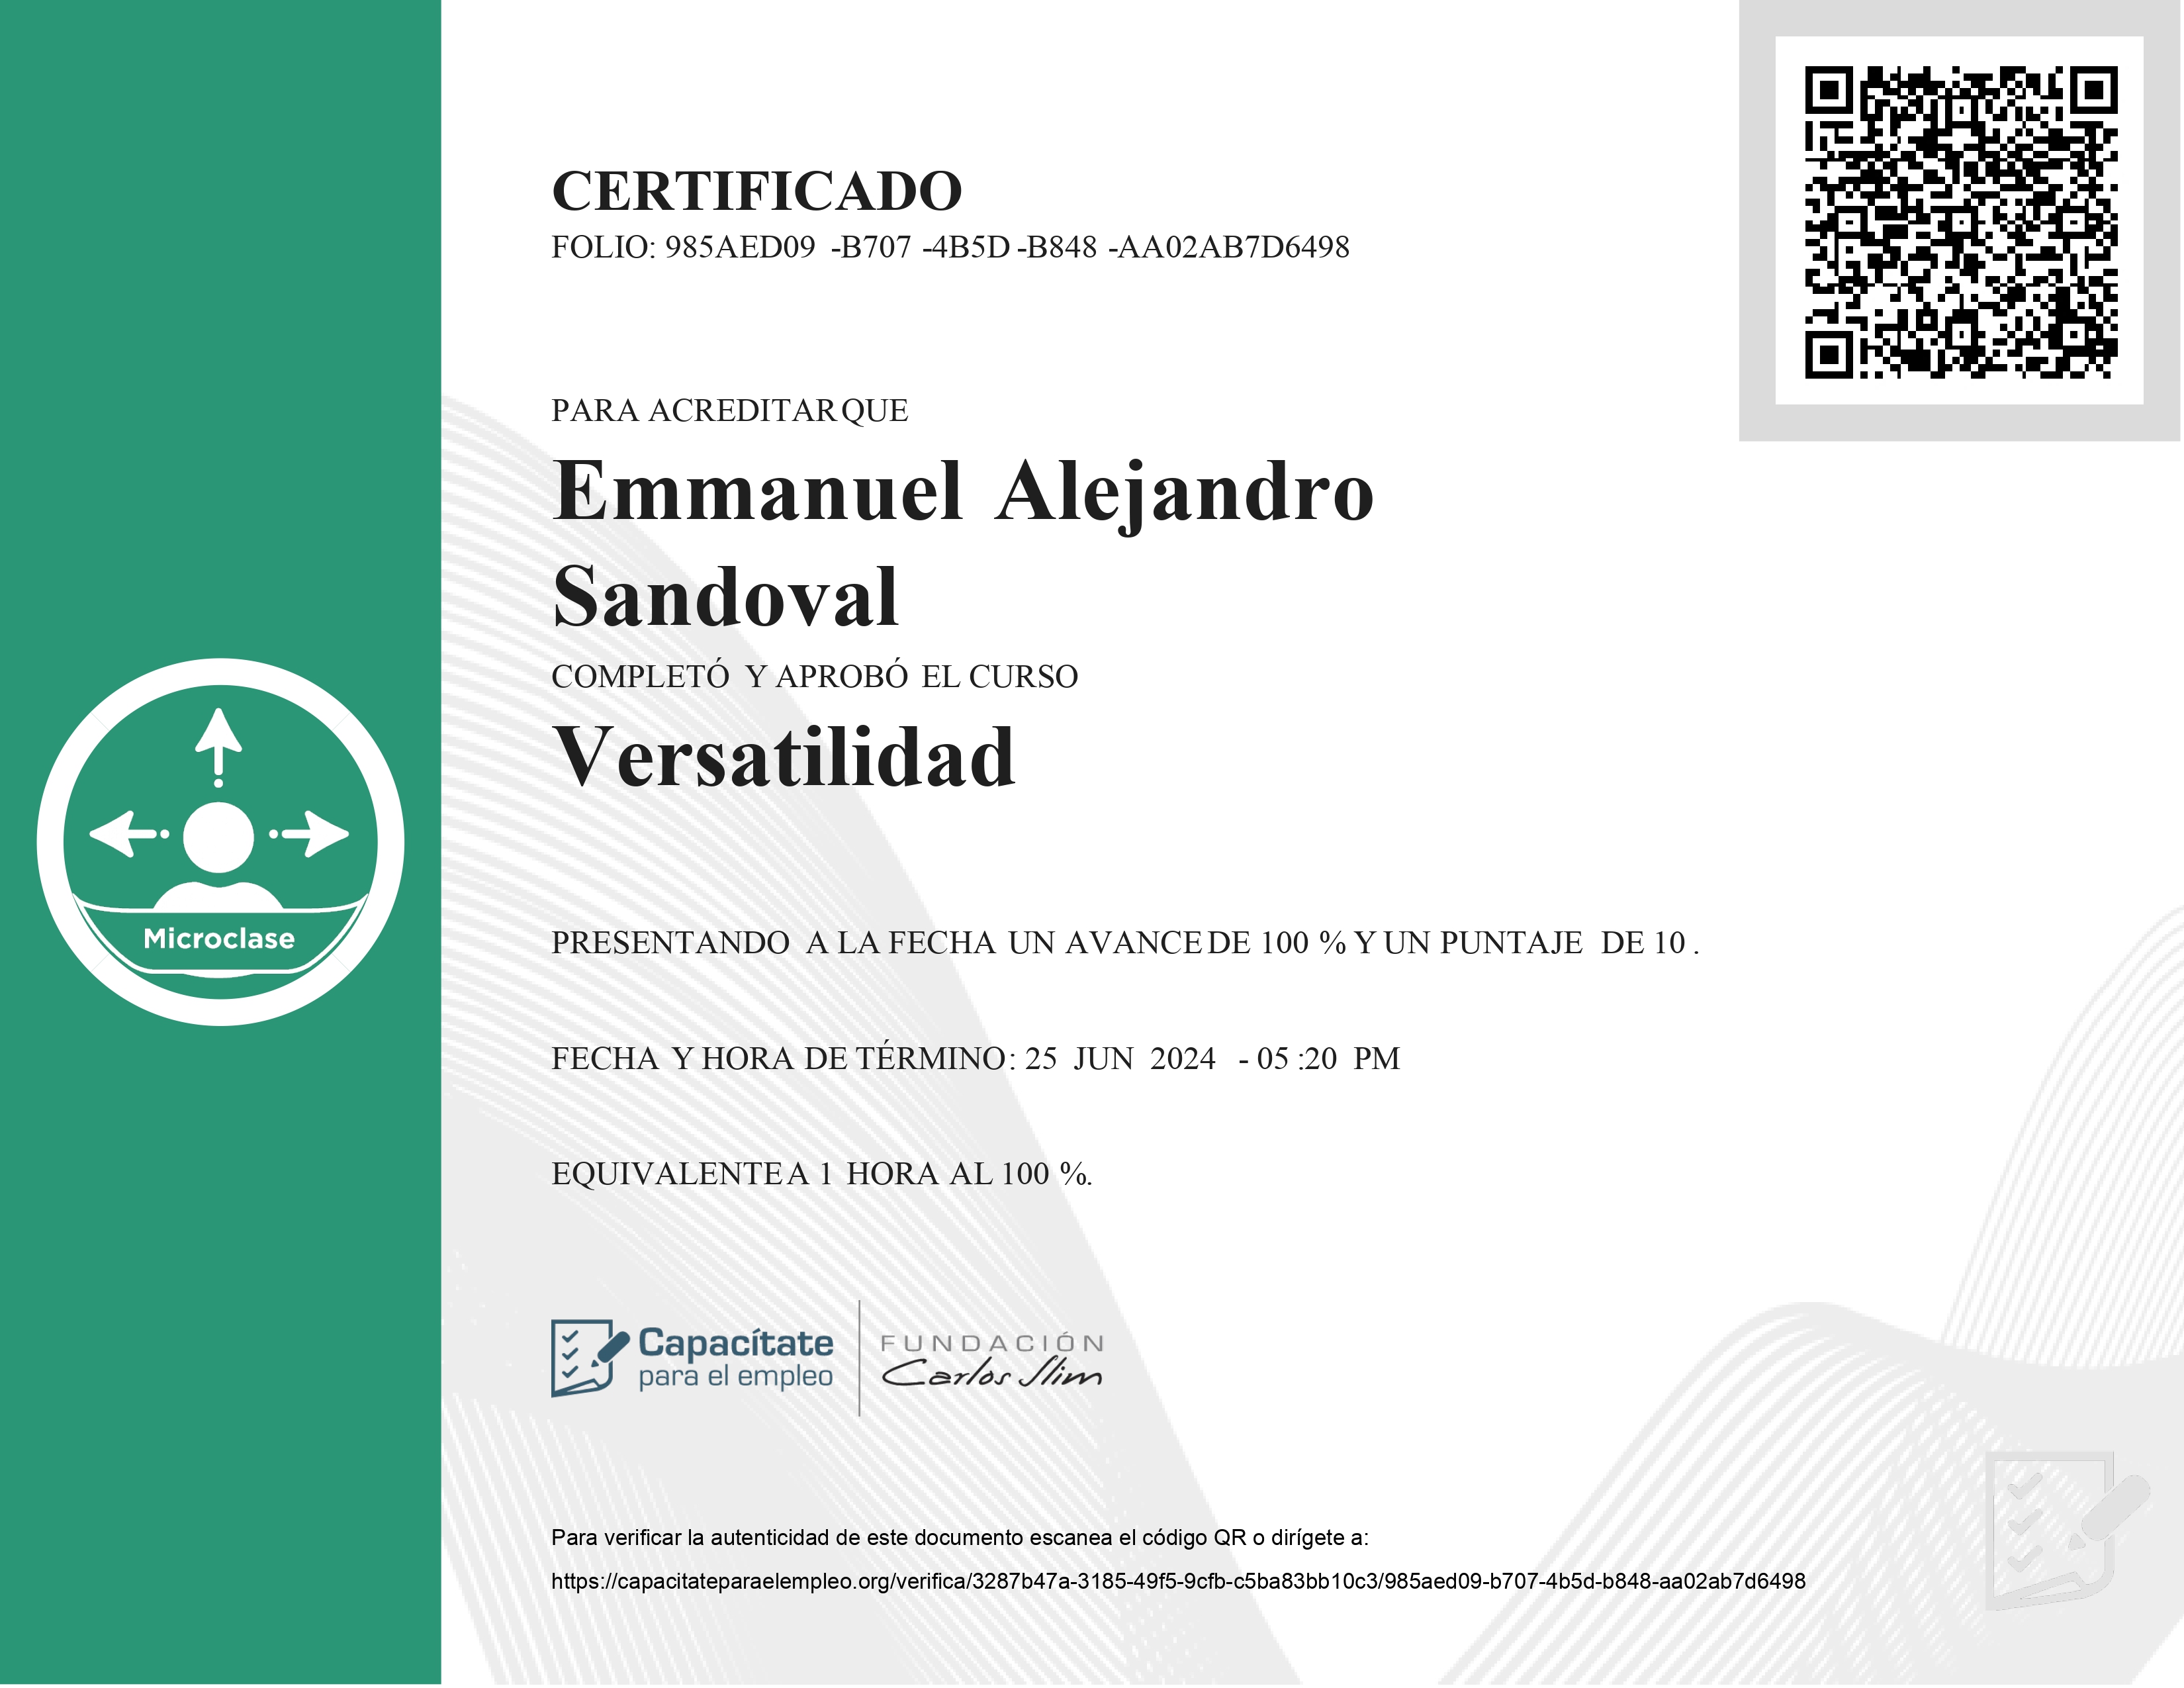 CERTIFICADO
FOLIO: 985AED09 -B707 -4B5D -B848 -AA02AB7D6498
PARA ACREDITAR QUE
Emmanuel Alejandro
Sandoval
COMPLETÓ Y APROBÓ EL CURSO
Versatilidad
Microclase
PRESENTANDO A LA FECHA UN AVANCE DE 100 % Y UN PUNTAJE DE 10 .
FECHA Y HORA DE TÉRMINO: 25 JUN 2024 - 05 :20 PM
EQUIVALENTE A 1 HORA AL 100 %.
Capacítate
para el empleo
FUNDACIÓN
Carlos Slim
Para verificar la autenticidad de este documento escanea el código QR o dirígete a:
https://capacitateparaelempleo.org/verifica/3287b47a-3185-49f5-9cfb-c5ba83bb10c3/985aed09-b707-4b5d-b848-aa02ab7d6498